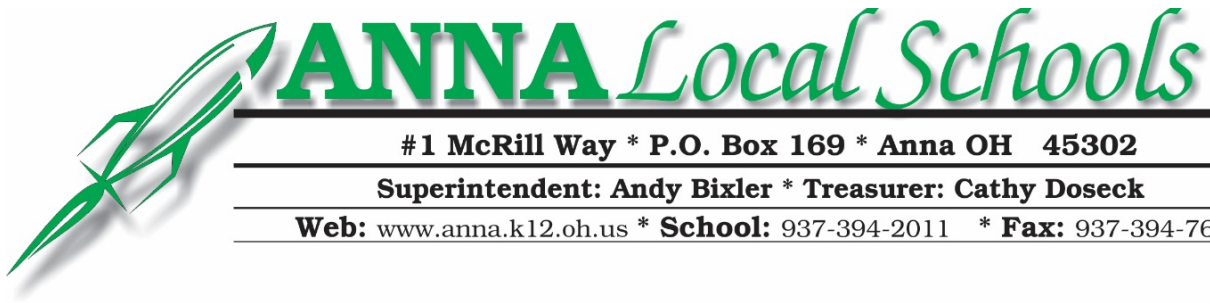 ANNA Local Schools
#1 McRill Way * P.O. Box 169 * Anna OH 45302
Superintendent: Andy Bixler * Treasurer: Cathy Doseck
Web: www.anna.k12.oh.us * School: 937-394-2011 * Fax: 937-394-76